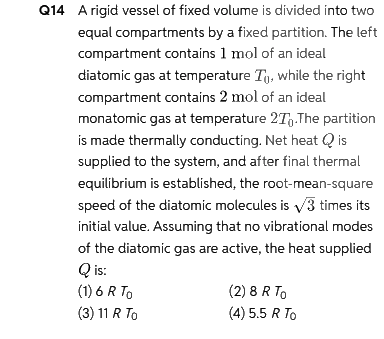 Q14 A rigid vessel of fixed volume is divided into two
equal compartments by a fixed partition. The left
compartment contains 1 mol of an ideal
diatomic gas at temperature T₀, while the right
compartment contains 2 mol of an ideal
monatomic gas at temperature 2T₀.The partition
is made thermally conducting. Net heat Q is
supplied to the system, and after final thermal
equilibrium is established, the root-mean-square
speed of the diatomic molecules is √3 times its
initial value. Assuming that no vibrational modes
of the diatomic gas are active, the heat supplied
Q is:
(1) 6 R T₀ (2) 8 R T₀
(3) 11 R T₀ (4) 5.5 R T₀